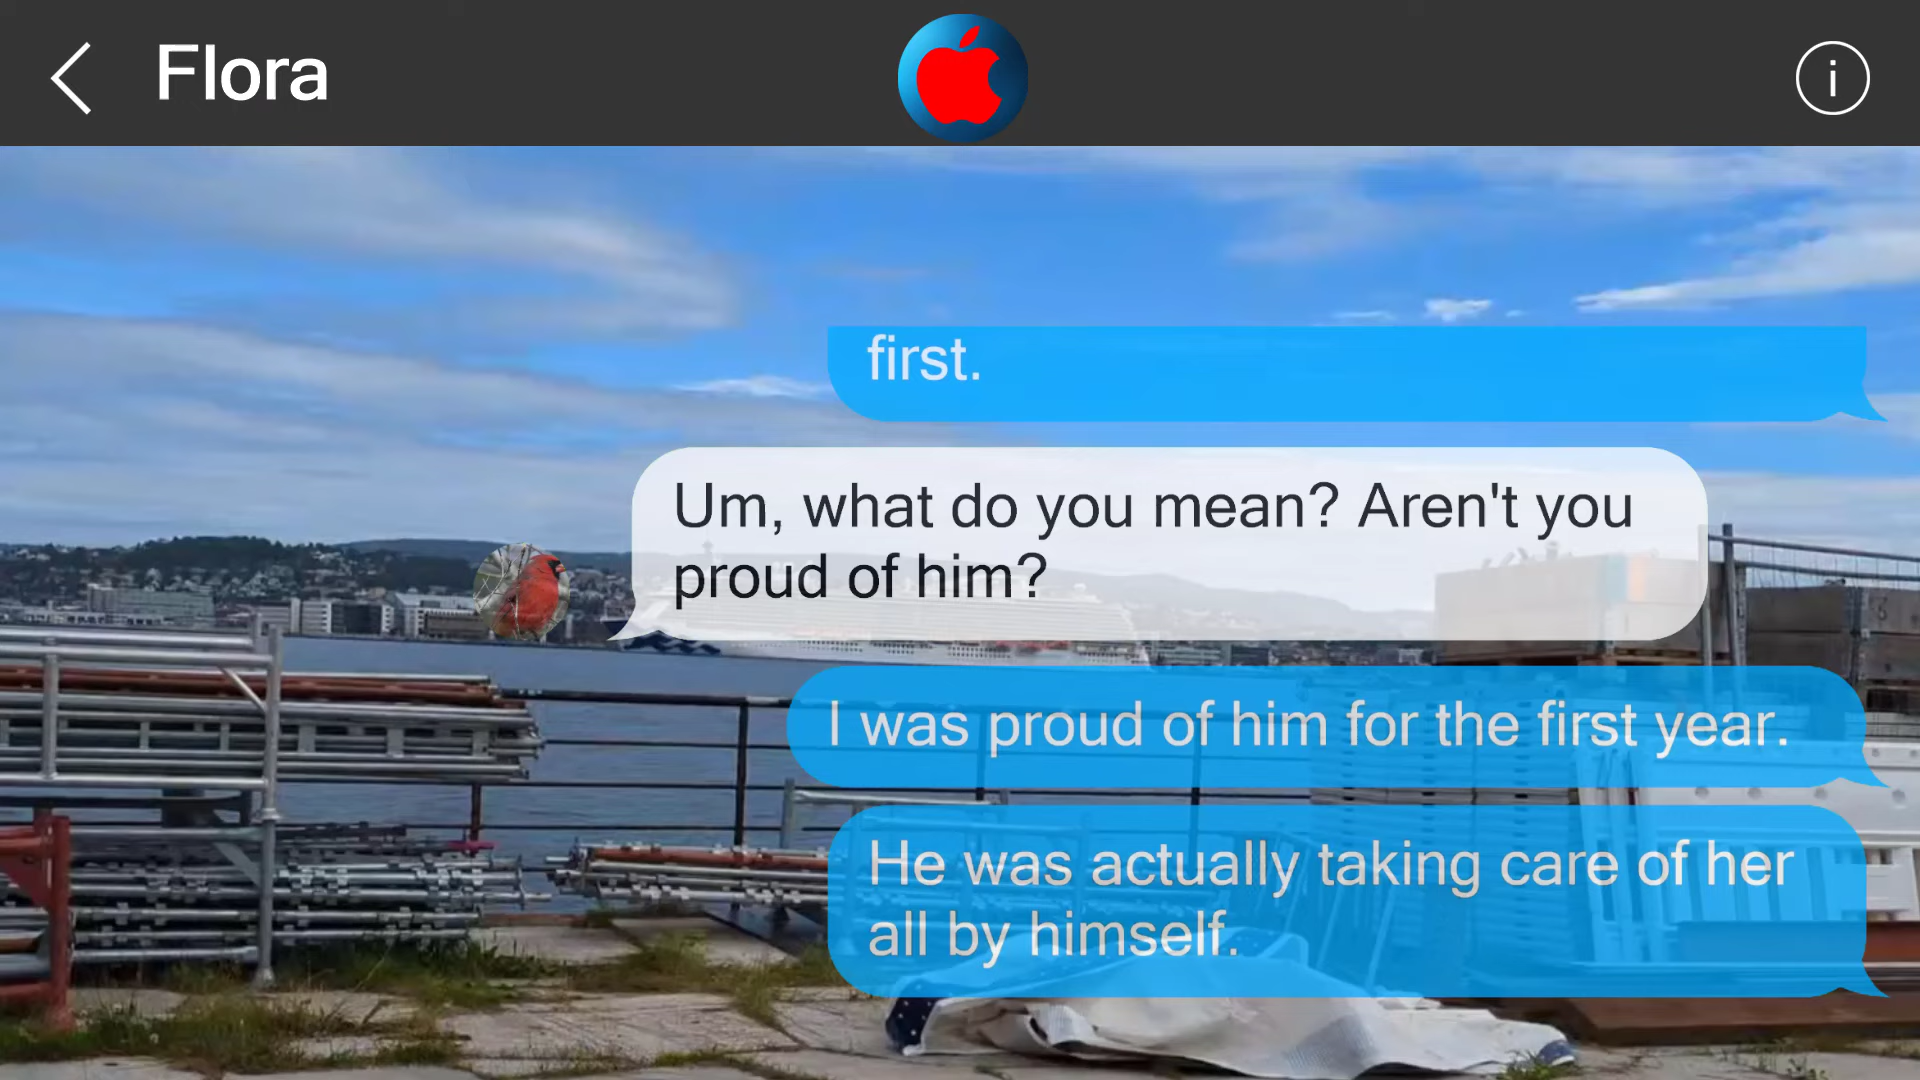 Flora
first.
Um, what do you mean? Aren't you
proud of him?
I was proud of him for the first year.
He was actually taking care of her
all by himself.